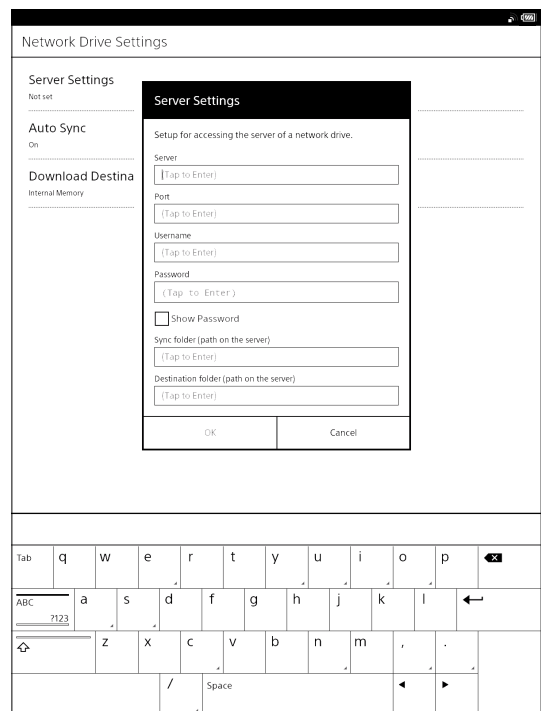 Network Drive Settings
Server Settings
Not set
Auto Sync
On
Download Destina
Internal Memory
Server Settings
Setup for accessing the server of a network drive.
Server
(Tap to Enter)
Port
(Tap to Enter)
Username
(Tap to Enter)
Password
(Tap to Enter)
Show Password
Sync folder (path on the server)
(Tap to Enter)
Destination folder (path on the server)
(Tap to Enter)
OK Cancel
Tab q w e r t y u i o p
ABC ?123 a s d f g h j k l
z x c v b n m , .
/ Space